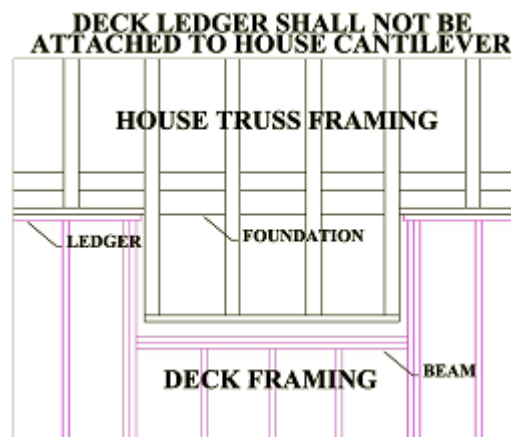 DECK LEDGER SHALL NOT BE
ATTACHED TO HOUSE CANTILEVER
HOUSE TRUSS FRAMING
LEDGER
FOUNDATION
DECK FRAMING
BEAM